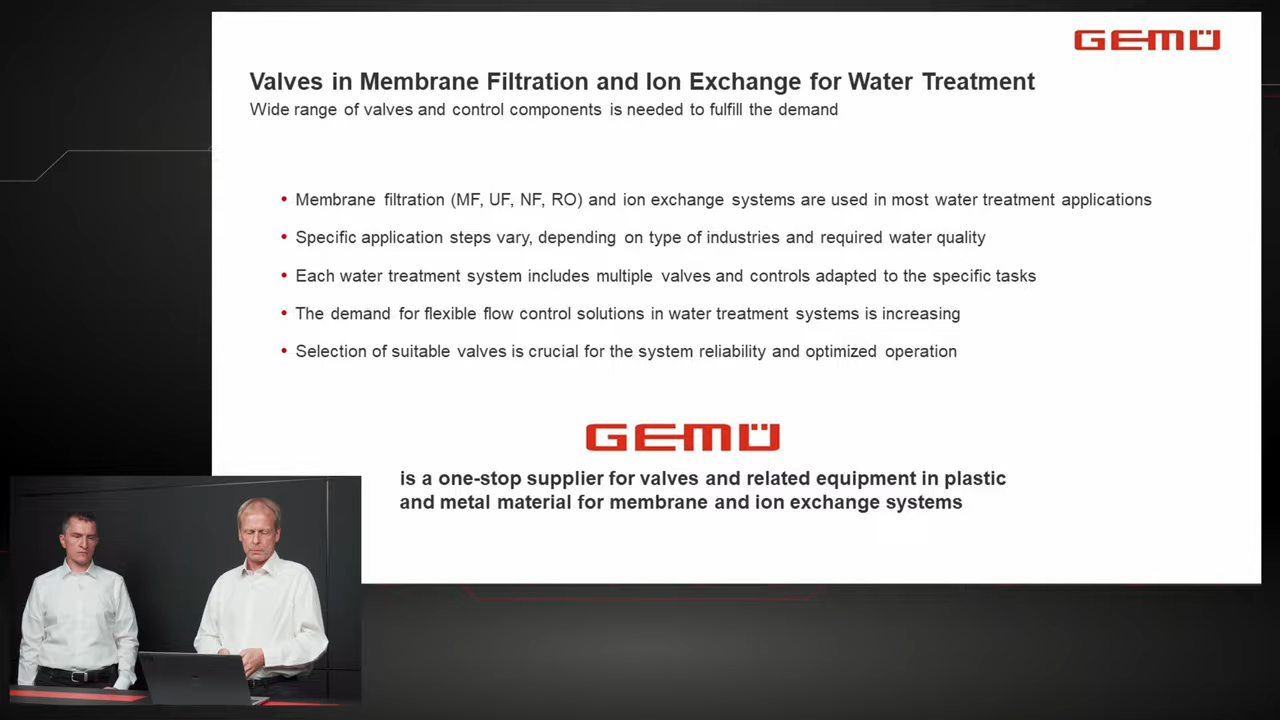 GEMÜ
Valves in Membrane Filtration and Ion Exchange for Water Treatment
Wide range of valves and control components is needed to fulfill the demand
• Membrane filtration (MF, UF, NF, RO) and ion exchange systems are used in most water treatment applications
• Specific application steps vary, depending on type of industries and required water quality
• Each water treatment system includes multiple valves and controls adapted to the specific tasks
• The demand for flexible flow control solutions in water treatment systems is increasing
• Selection of suitable valves is crucial for the system reliability and optimized operation
GEMÜ
is a one-stop supplier for valves and related equipment in plastic
and metal material for membrane and ion exchange systems